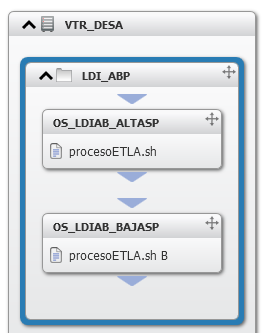 VTR_DESA
LDI_ABP
OS_LDIAB_ALTASP
procesoETLA.sh
OS_LDIAB_BAJASP
procesoETLA.sh B